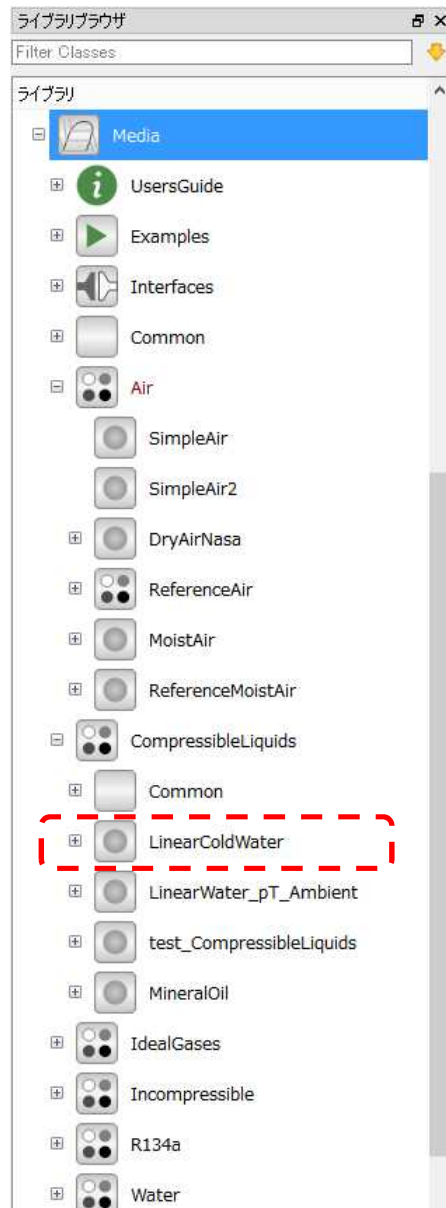 ライブラリブラウザ
Filter Classes
ライブラリ
Media
UsersGuide
Examples
Interfaces
Common
Air
SimpleAir
SimpleAir2
DryAirNasa
ReferenceAir
MoistAir
ReferenceMoistAir
CompressibleLiquids
Common
LinearColdWater
LinearWater_pT_Ambient
test_CompressibleLiquids
MineralOil
IdealGases
Incompressible
R134a
Water